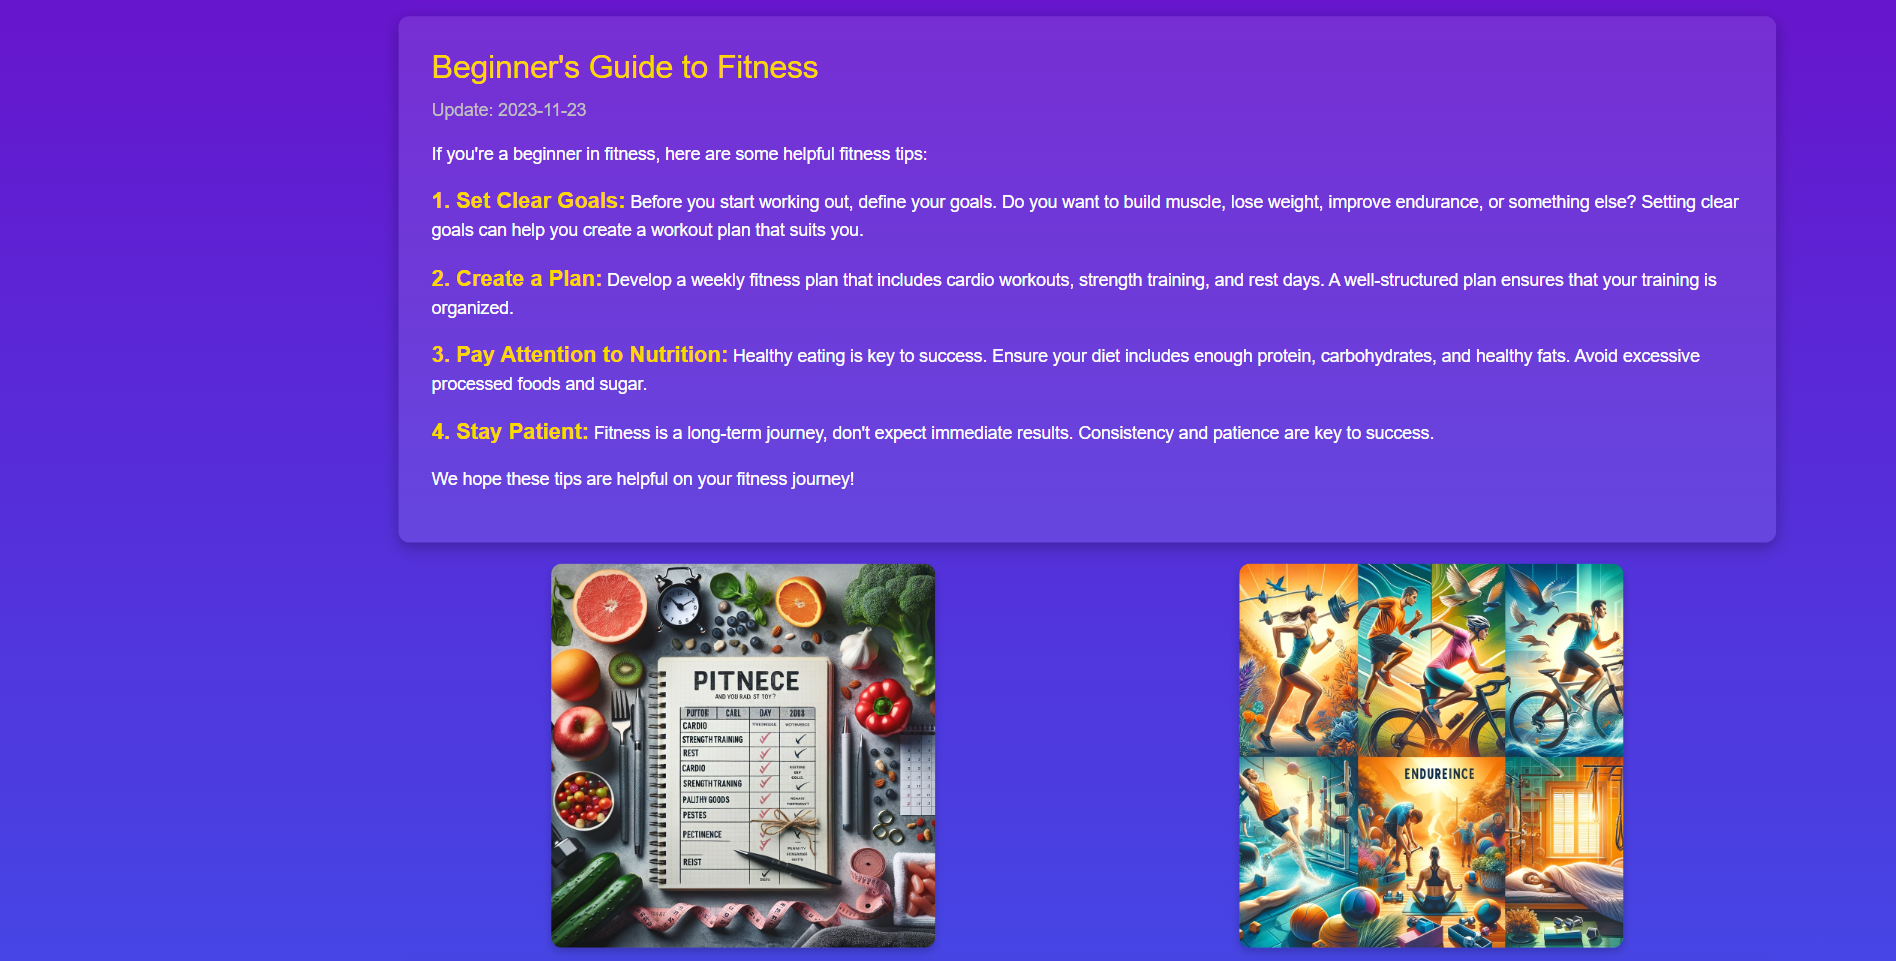 Beginner's Guide to Fitness
Update: 2023-11-23
If you're a beginner in fitness, here are some helpful fitness tips:
1. Set Clear Goals: Before you start working out, define your goals. Do you want to build muscle, lose weight, improve endurance, or something else? Setting clear
goals can help you create a workout plan that suits you.
2. Create a Plan: Develop a weekly fitness plan that includes cardio workouts, strength training, and rest days. A well-structured plan ensures that your training is
organized.
3. Pay Attention to Nutrition: Healthy eating is key to success. Ensure your diet includes enough protein, carbohydrates, and healthy fats. Avoid excessive
processed foods and sugar.
4. Stay Patient: Fitness is a long-term journey, don't expect immediate results. Consistency and patience are key to success.
We hope these tips are helpful on your fitness journey!
PITNECE
AND YOU RAD ST TOY?
CARL DAY 2003
CARDIO
STRENGTH TRAINING
REST
CARDIO
SRENGTH TRANING
PALITHY GOODS
PESTES
PECTINENCE
REIST
ENDUREINCE